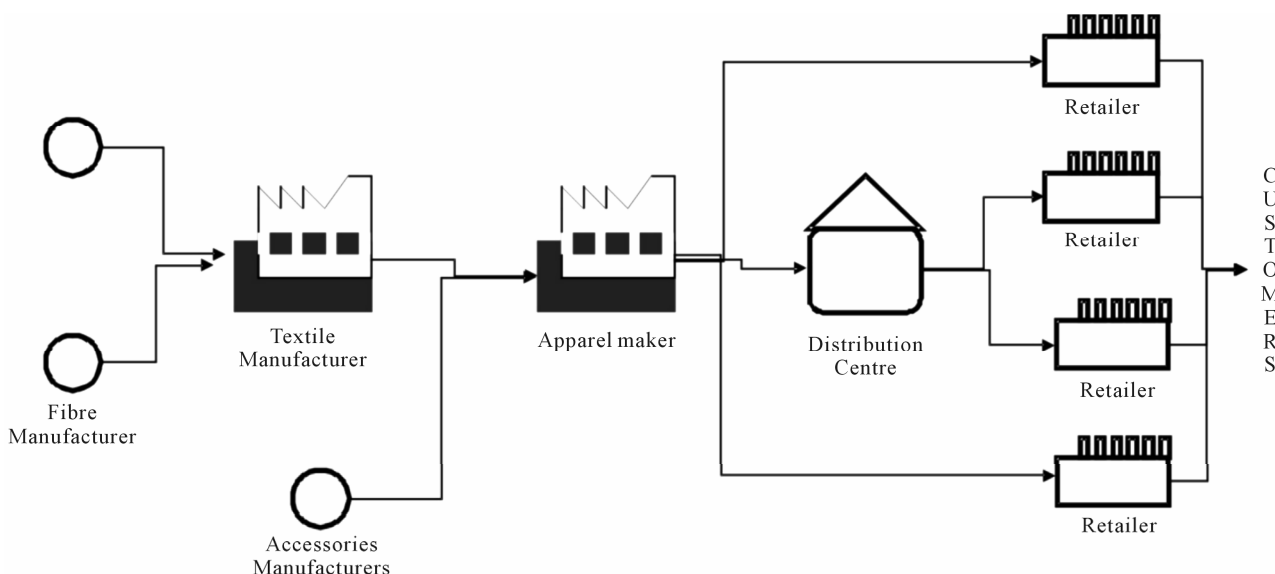 Retailer
Retailer
Textile
Manufacturer
Apparel maker
Distribution
Centre
Retailer
Fibre
Manufacturer
Retailer
Accessories
Manufacturers
C
U
S
T
O
M
E
R
S